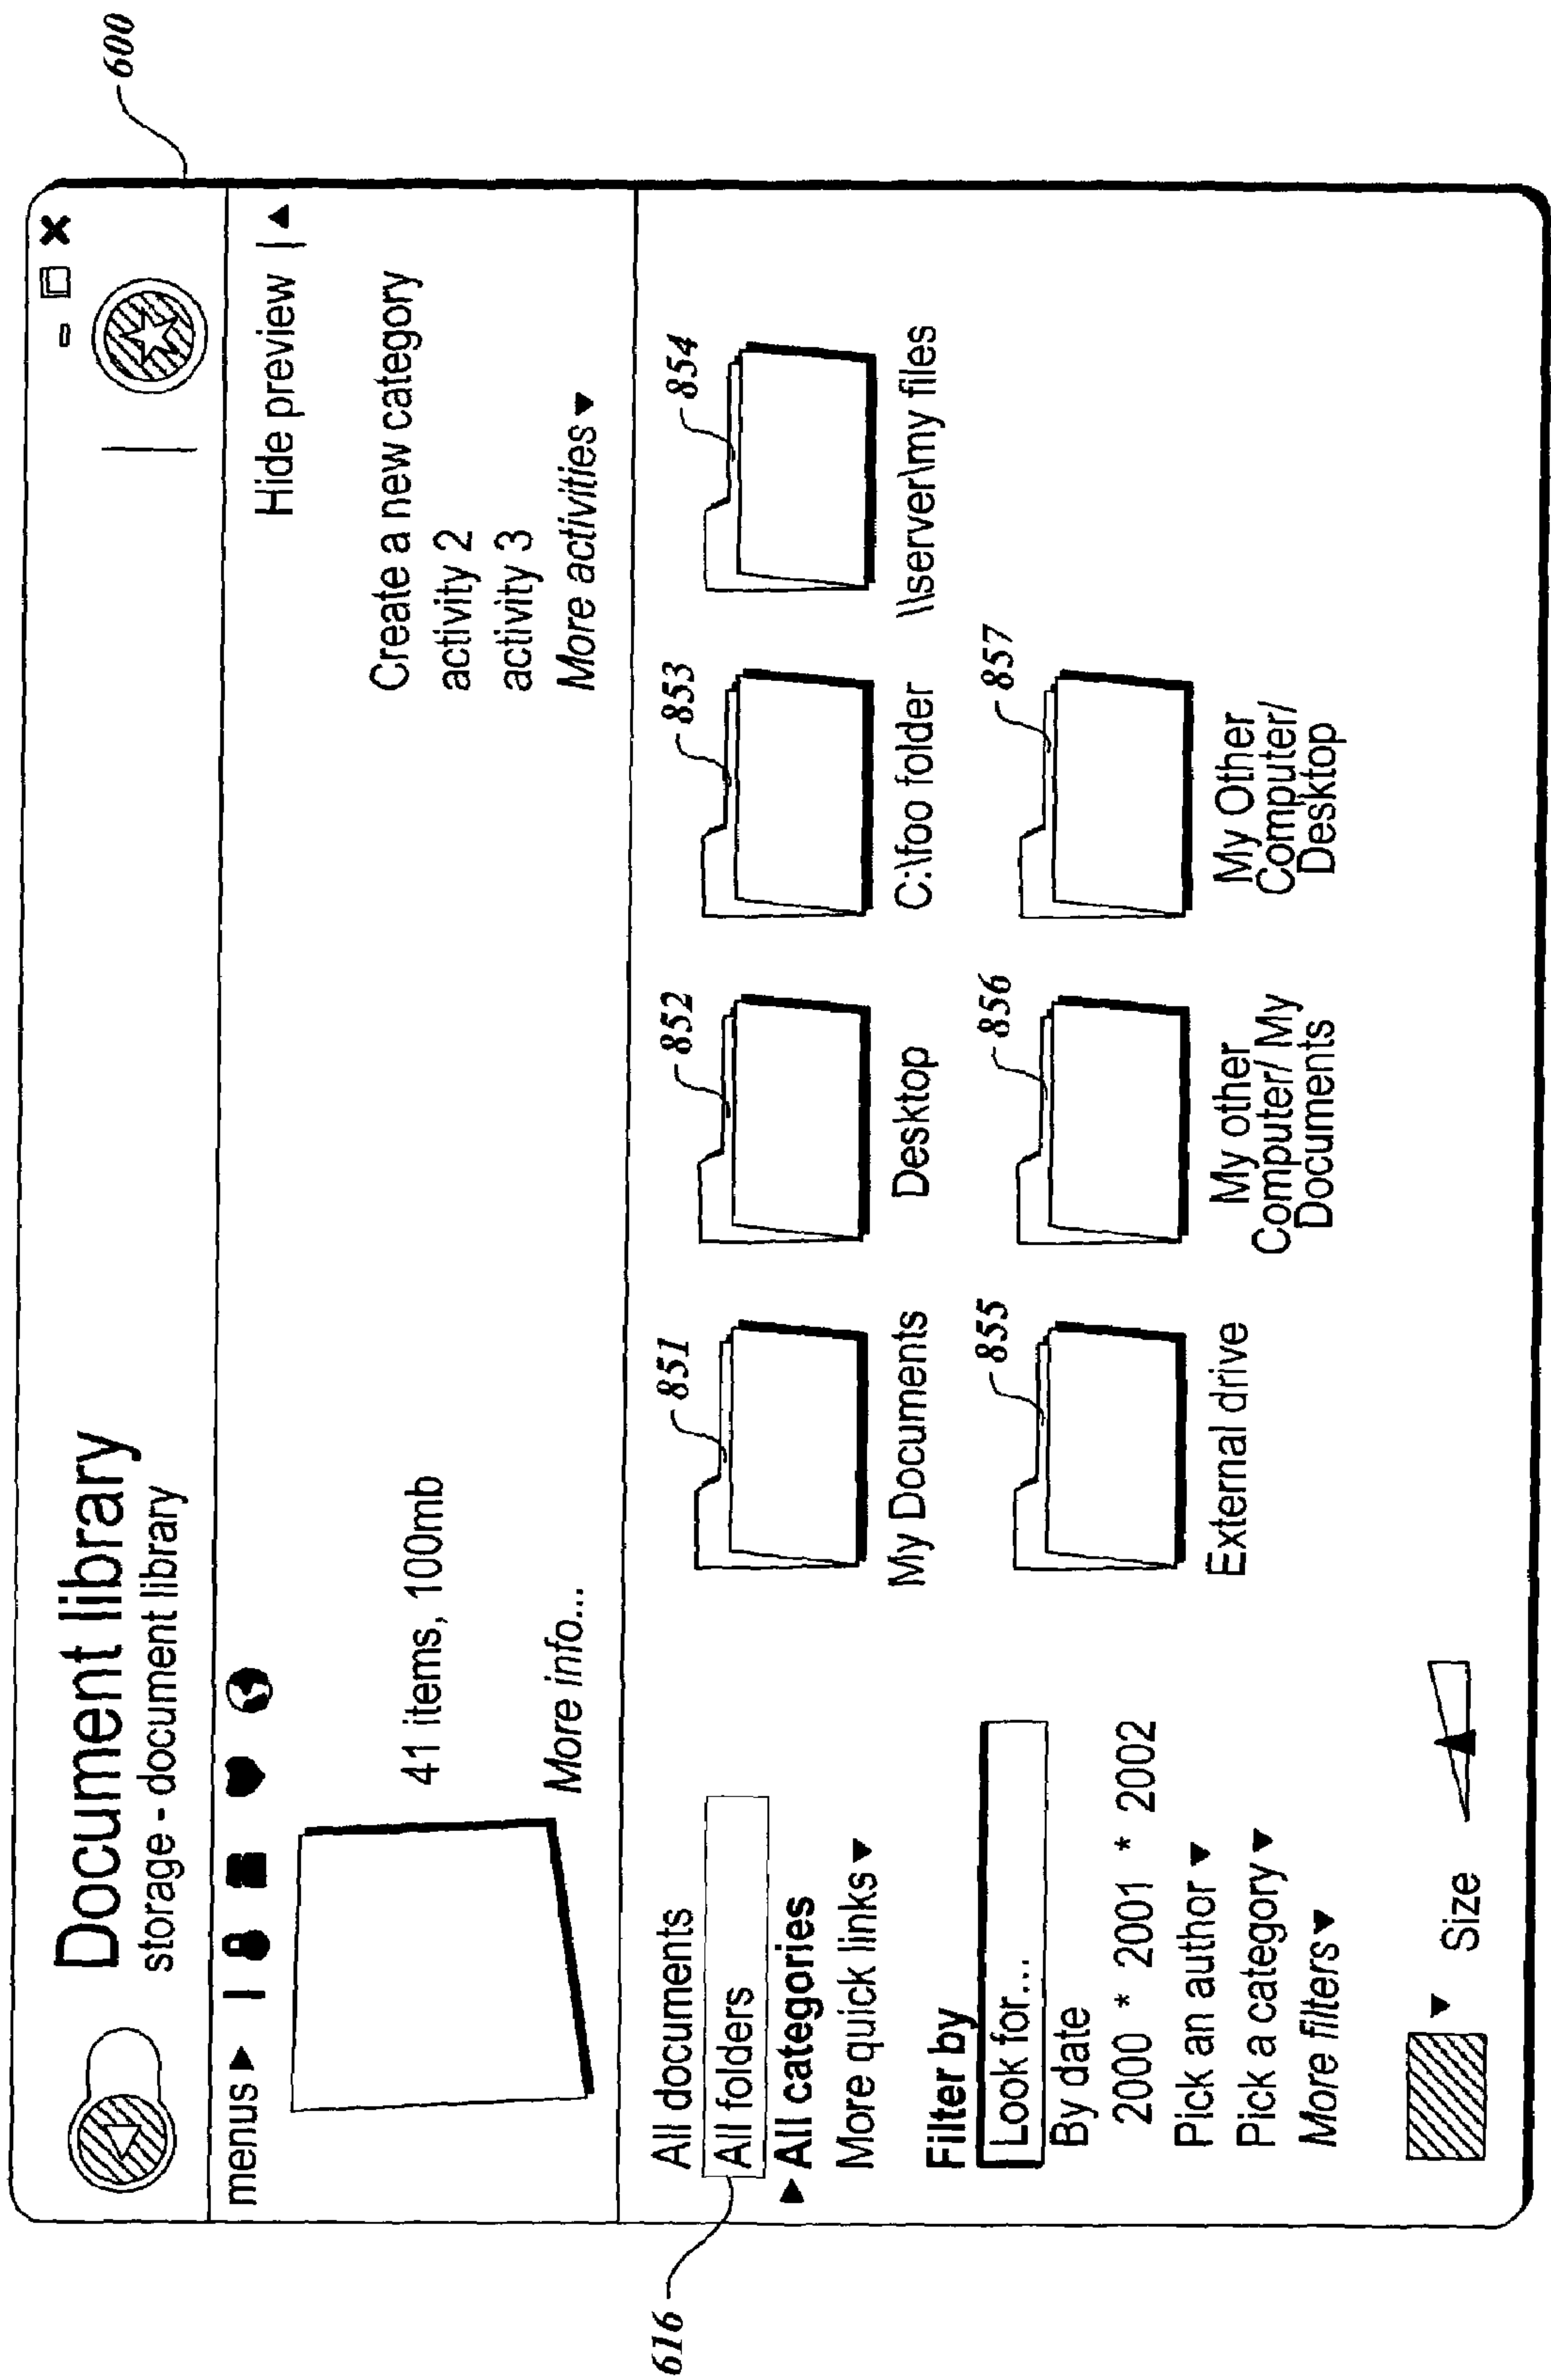 600
Document library
storage - document library
menus
Hide preview
41 items, 100mb
More info...
Create a new category
activity 2
activity 3
More activities
616
All documents
All folders
All categories
More quick links
Filter by
Look for...
By date
2000 * 2001 * 2002
Pick an author
Pick a category
More filters
Size
851
852
853
854
My Documents
Desktop
C:\foo folder
\\server\my files
855
856
857
External drive
My other
Computer/ My
Documents
My Other
Computer/
Desktop